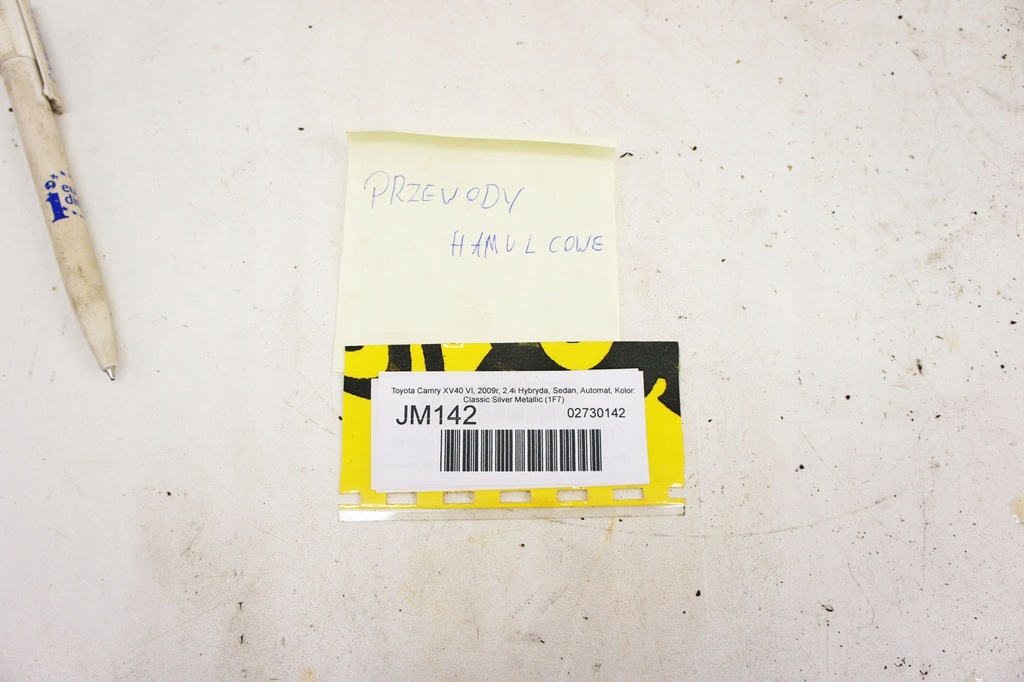 PRZEWODY
HAMULCOWE
Toyota Camry XV40 VI, 2009r, 2.4i Hybryda, Sedan, Automat, Kolor:
Classic Silver Metallic (1F7)
JM142 02730142